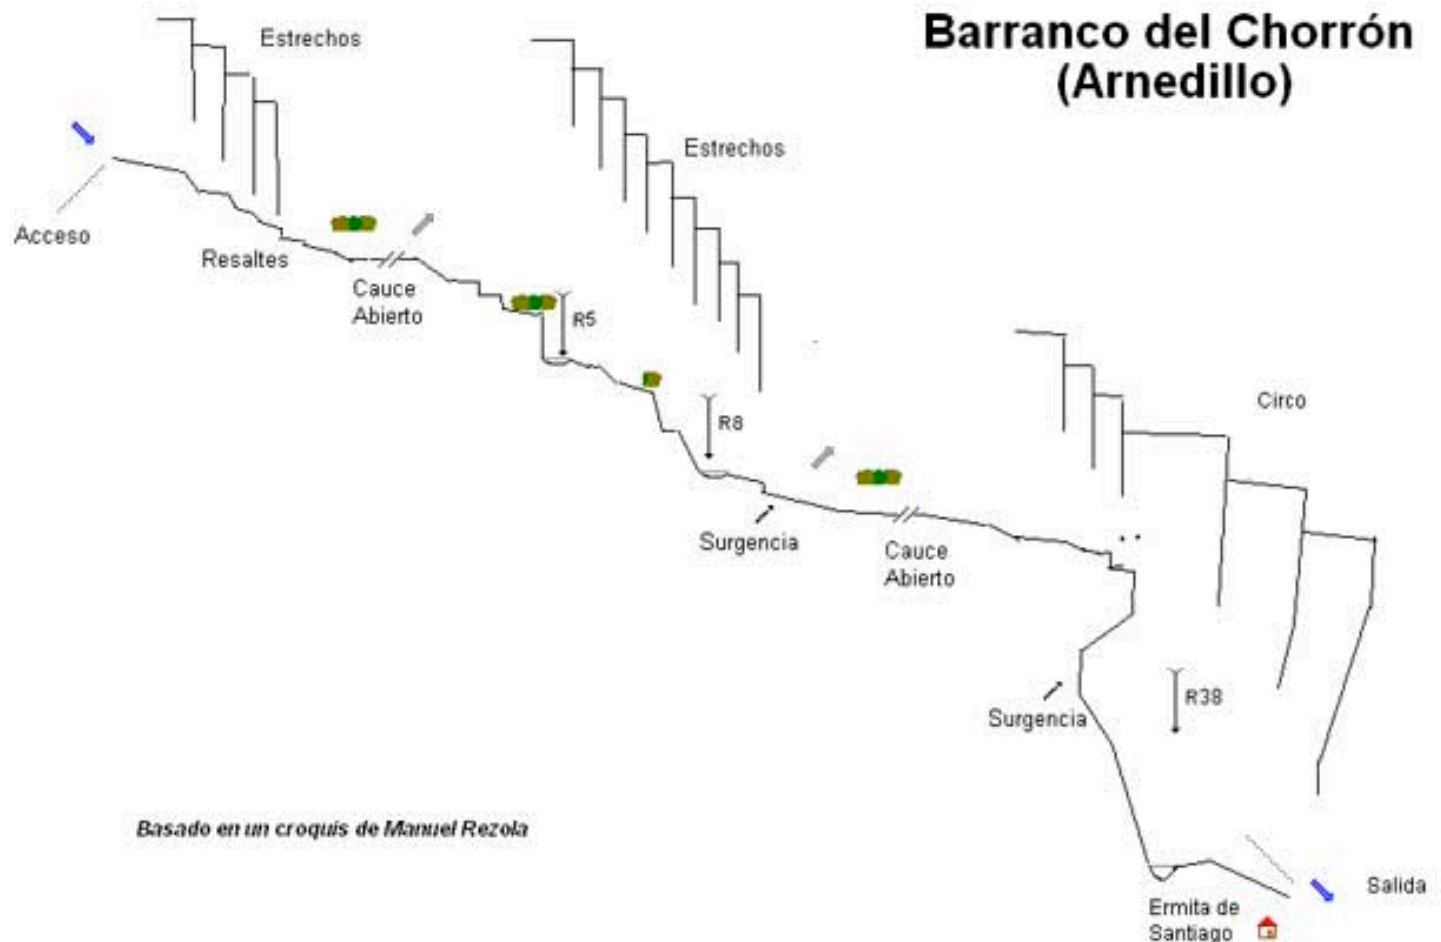 Barranco del Chorrón
(Arnedillo)
Estrechos
Estrechos
Acceso
Resaltes
Cauce
Abierto
R5
R8
Circo
Surgencia
Cauce
Abierto
Surgencia
R38
Basado en un croquis de Manuel Rezola
Salida
Ermita de
Santiago